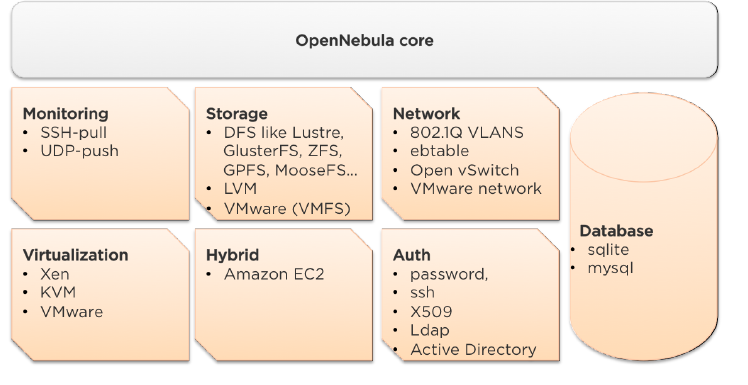 OpenNebula core
Monitoring
• SSH-pull
• UDP-push
Storage
• DFS like Lustre,
GlusterFS, ZFS,
GPFS, MooseFS...
• LVM
• VMware (VMFS)
Network
• 802.1Q VLANS
• ebtable
• Open vSwitch
• VMware network
Database
• sqlite
• mysql
Virtualization
• Xen
• KVM
• VMware
Hybrid
• Amazon EC2
Auth
• password,
• ssh
• X509
• Ldap
• Active Directory